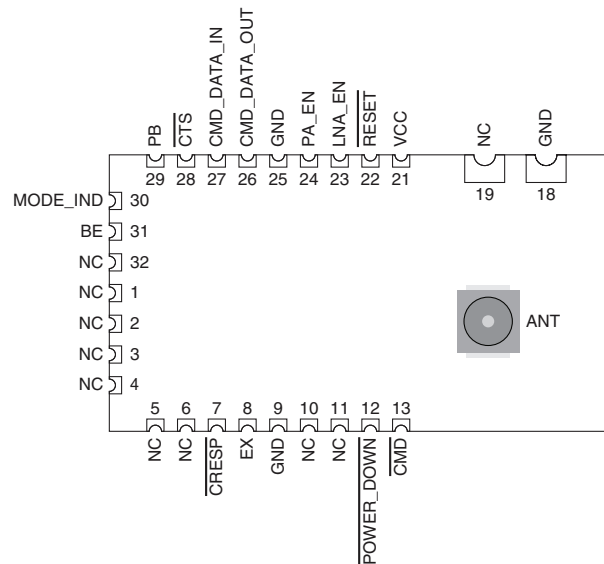 PB
CTS
CMD_DATA_IN
CMD_DATA_OUT
GND
PA_EN
LNA_EN
RESET
VCC
NC
GND
29 28 27 26 25 24 23 22 21
19 18
MODE_IND 30
BE 31
NC 32
NC 1
NC 2
NC 3
NC 4
ANT
5 6 7 8 9 10 11 12 13
NC
NC
CRESP
EX
GND
NC
NC
POWER_DOWN
CMD